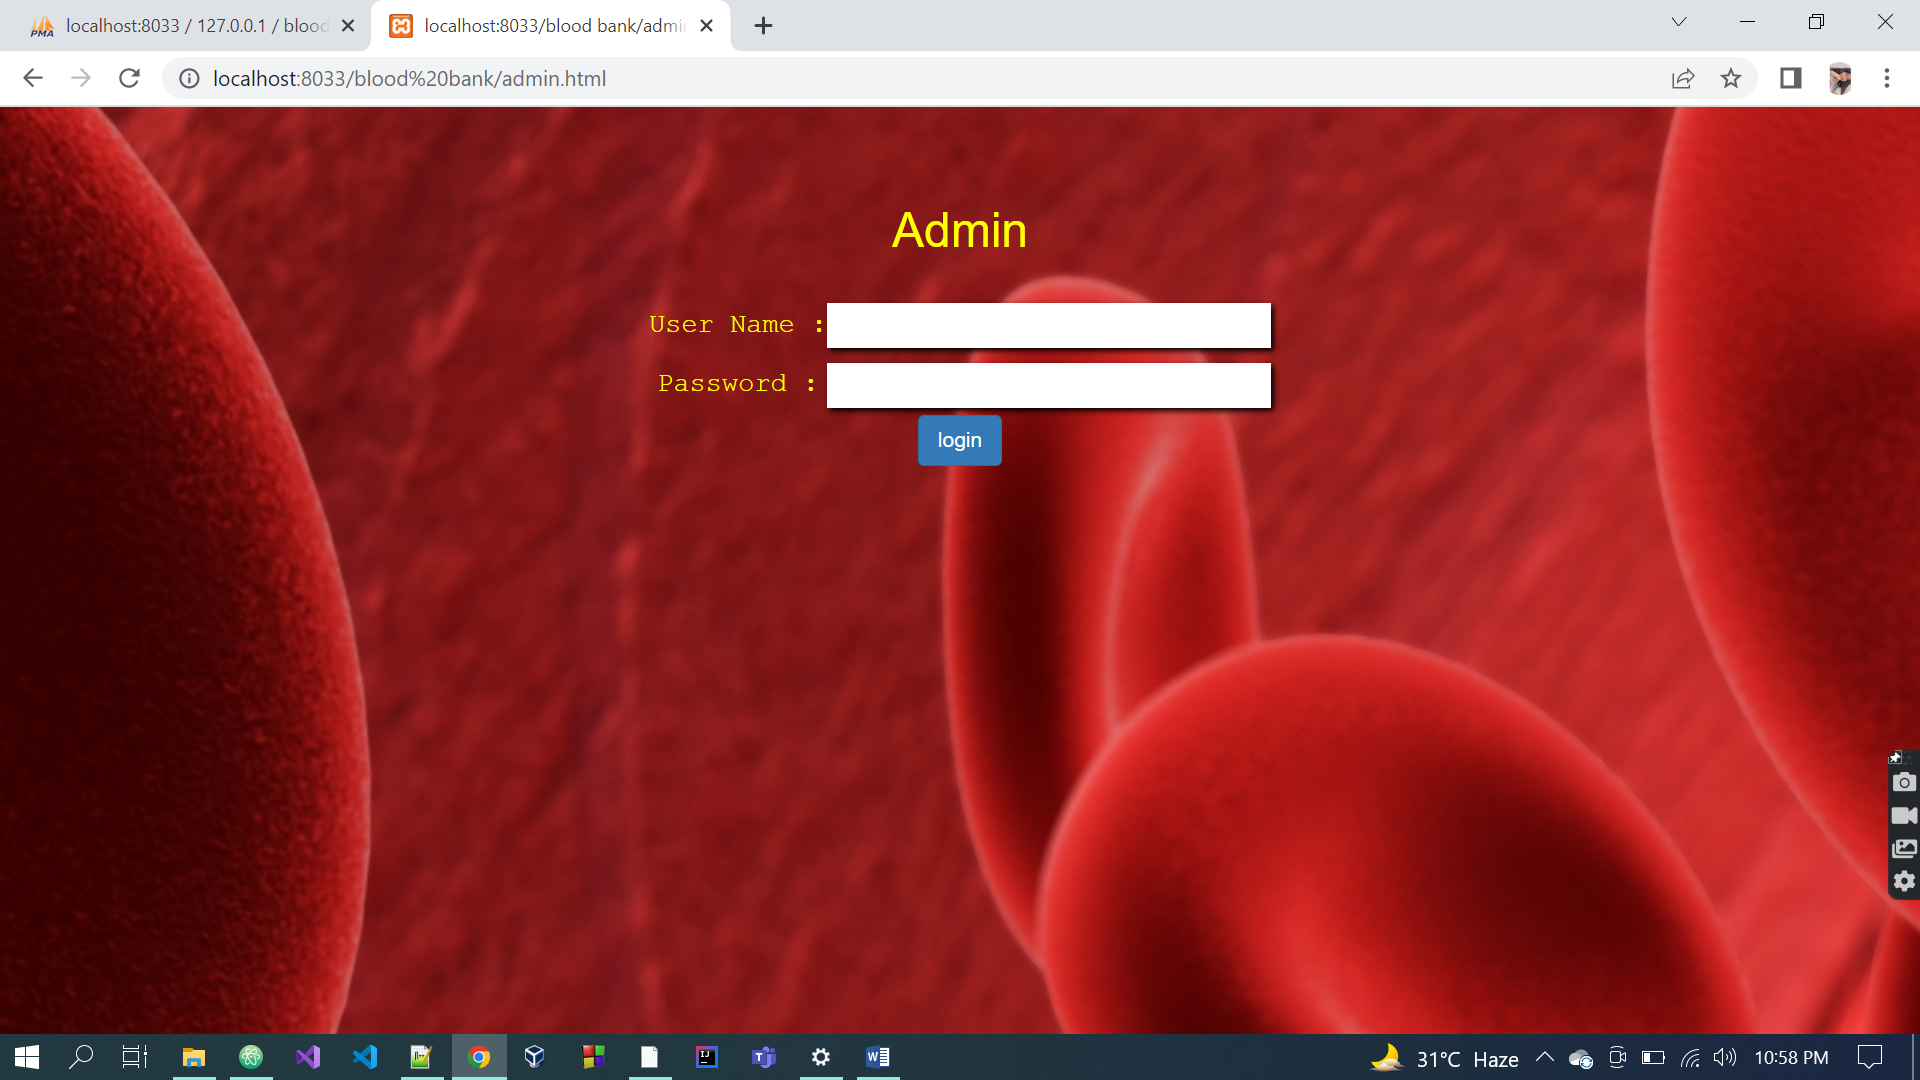 localhost:8033 / 127.0.0.1 / blood
localhost:8033/blood bank/admi
localhost:8033/blood%20bank/admin.html
Admin
User Name :
Password :
login
31°C Haze
10:58 PM